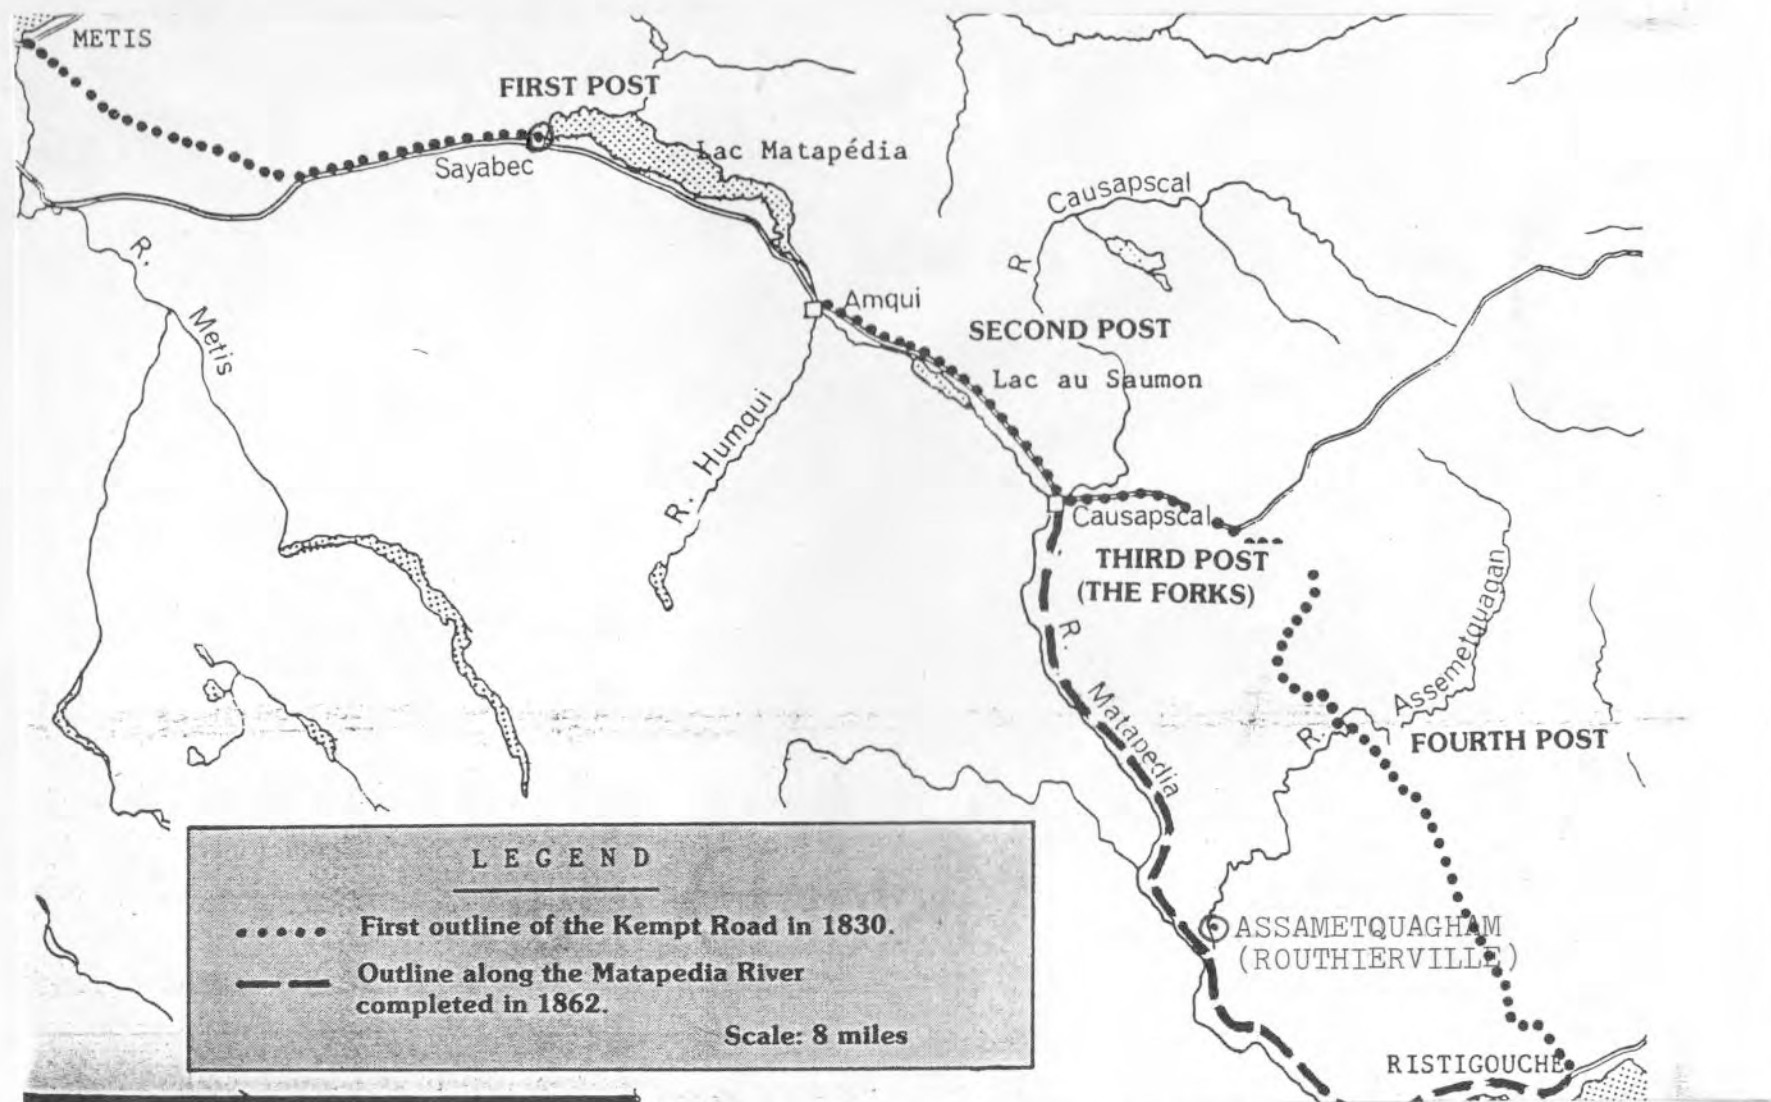 METIS
FIRST POST
Lac Matapédia
Sayabec
Causapscal
R
R.
Metis
Amqui
SECOND POST
Lac au Saumon
R. Humqui
Causapscal
THIRD POST
(THE FORKS)
R.
Matapedia
Assemetquagan
R.
FOURTH POST
LEGEND
First outline of the Kempt Road in 1830.
Outline along the Matapedia River
completed in 1862.
Scale: 8 miles
ASSAMETQUAGHAM
(ROUTHIERVILLE)
RISTIGOUCHE